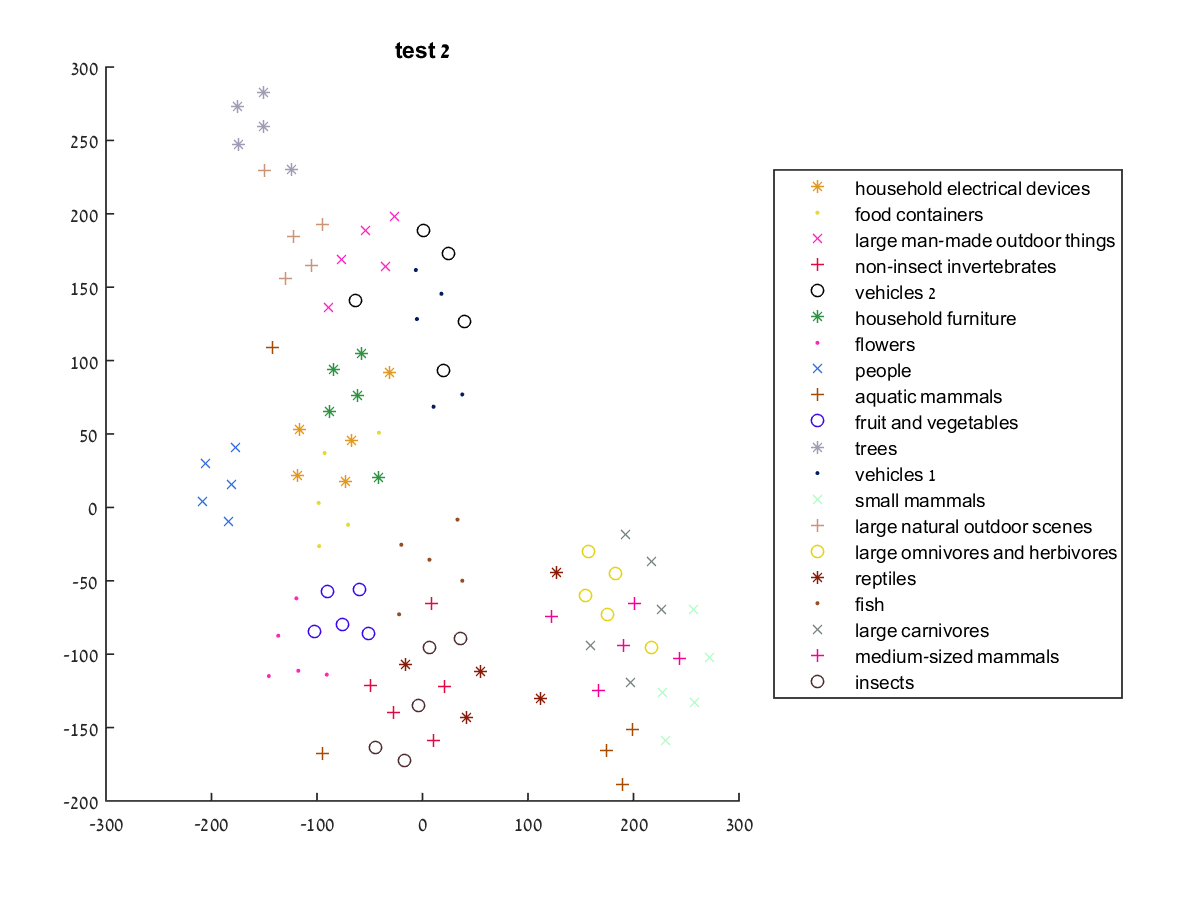 test 2
300
250
200
150
100
50
0
-50
-100
-150
-200
-300
-200
-100
0
100
200
300
household electrical devices
food containers
large man-made outdoor things
non-insect invertebrates
vehicles 2
household furniture
flowers
people
aquatic mammals
fruit and vegetables
trees
vehicles 1
small mammals
large natural outdoor scenes
large omnivores and herbivores
reptiles
fish
large carnivores
medium-sized mammals
insects